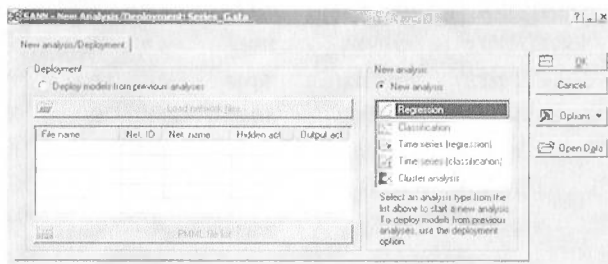 SANN - New Analysis/Deployment: Series_G.sta
New analysis/Deployment
Deployment
Deploy models from previous analyses
Load network files
File name Net. ID Net. name Hidden act. Output act.
PMML file list
New analysis
New analysis
Regression
Classification
Time series (regression)
Time series (classification)
Cluster analysis
Select an analysis type from the
list above to start a new analysis.
To deploy models from previous
analyses, use the deployment
option.
OK
Cancel
Options
Open Data